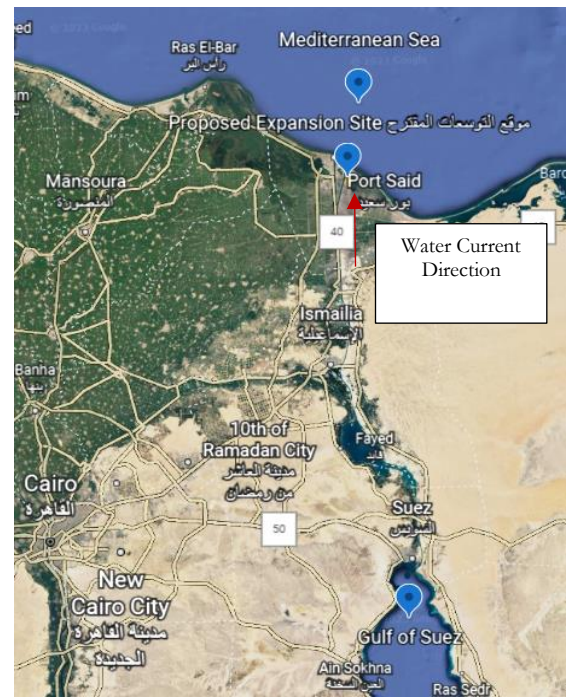 Mediterranean Sea
Ras El-Bar
رأس البر
Proposed Expansion Site موقع التوسعات المقترح
Mansoura
المنصورة
Port Said
بور سعيد
40
Water Current
Direction
Ismailia
الإسماعيلية
Banha
بنها
10th of
Ramadan City
مدينة العاشر
من رمضان
Fayed
فايد
Cairo
القاهرة
Suez
السويس
50
New
Cairo City
مدينة القاهرة
الجديدة
Gulf of Suez
Ain Sokhna
العين السخنة
Ras Sedr